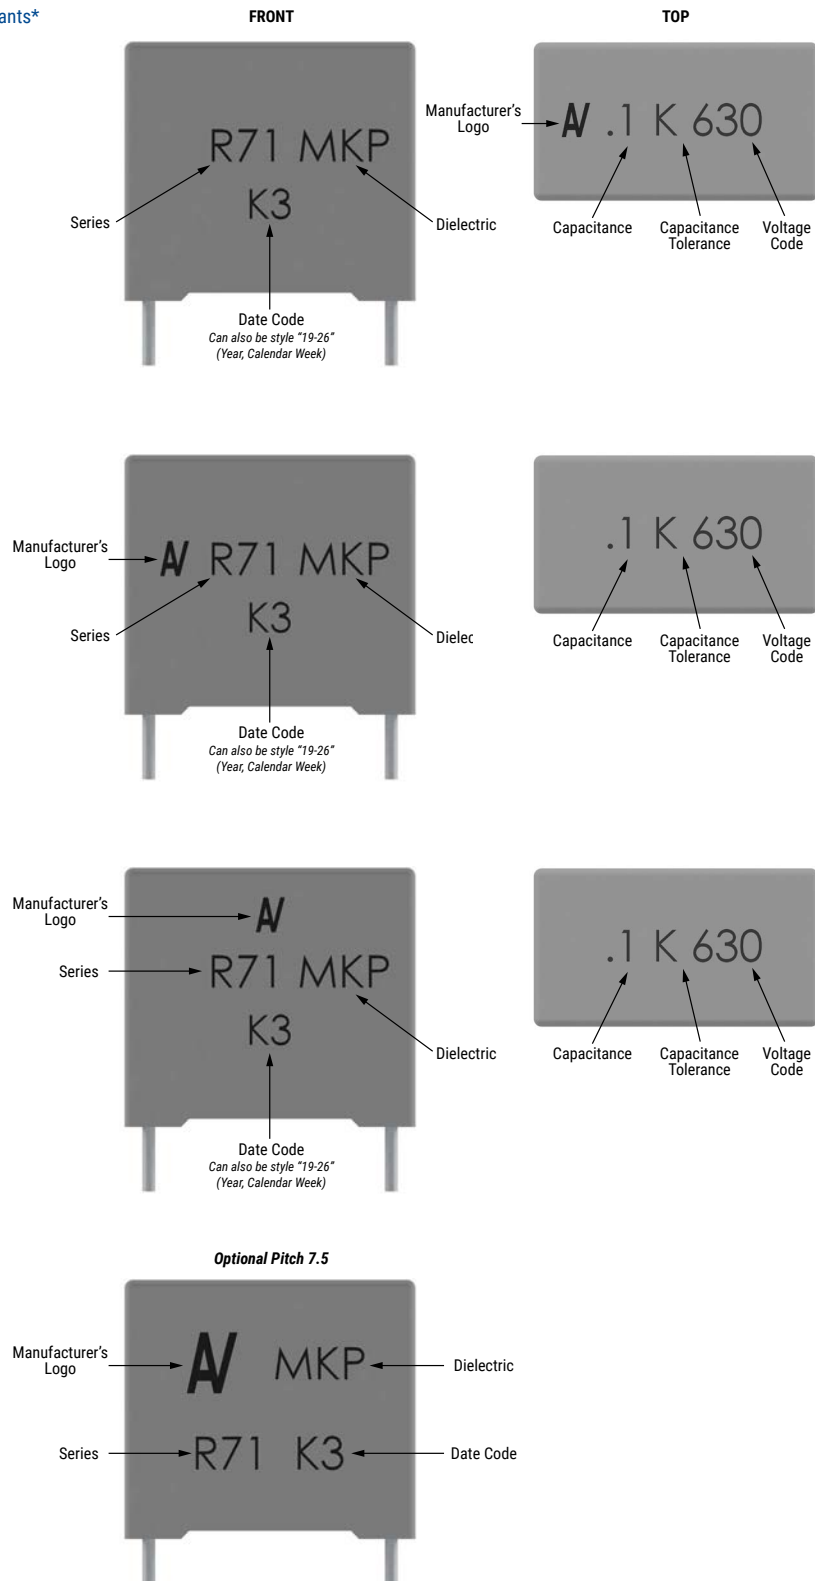 ants*
FRONT
TOP
R71 MKP
K3
Series
Dielectric
Date Code
Can also be style “19-26”
(Year, Calendar Week)
Manufacturer's
Logo
.1 K 630
Capacitance
Capacitance
Tolerance
Voltage
Code
Manufacturer's
Logo
R71 MKP
K3
Series
Dielec
Date Code
Can also be style “19-26”
(Year, Calendar Week)
.1 K 630
Capacitance
Capacitance
Tolerance
Voltage
Code
Manufacturer's
Logo
Series
R71 MKP
K3
Dielectric
Date Code
Can also be style “19-26”
(Year, Calendar Week)
.1 K 630
Capacitance
Capacitance
Tolerance
Voltage
Code
Optional Pitch 7.5
Manufacturer's
Logo
MKP
Dielectric
Series
R71 K3
Date Code